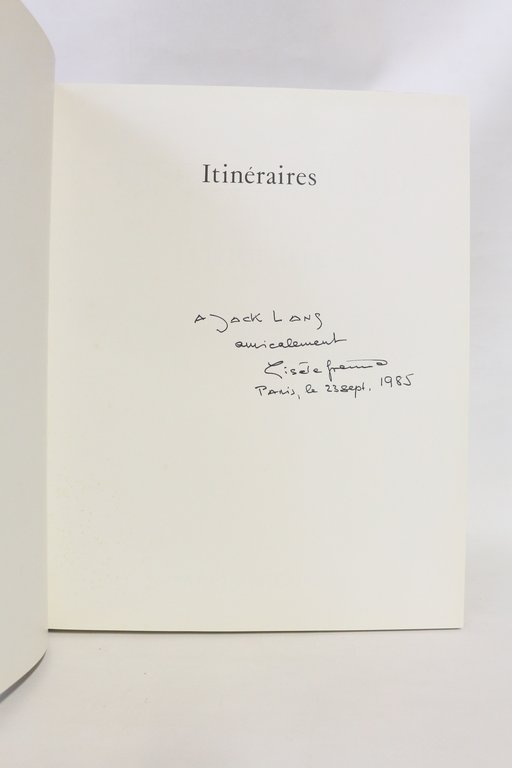 Itinéraires
A Jack Lang
amicalement
Gisèle Freund
Paris, le 23 sept. 1985